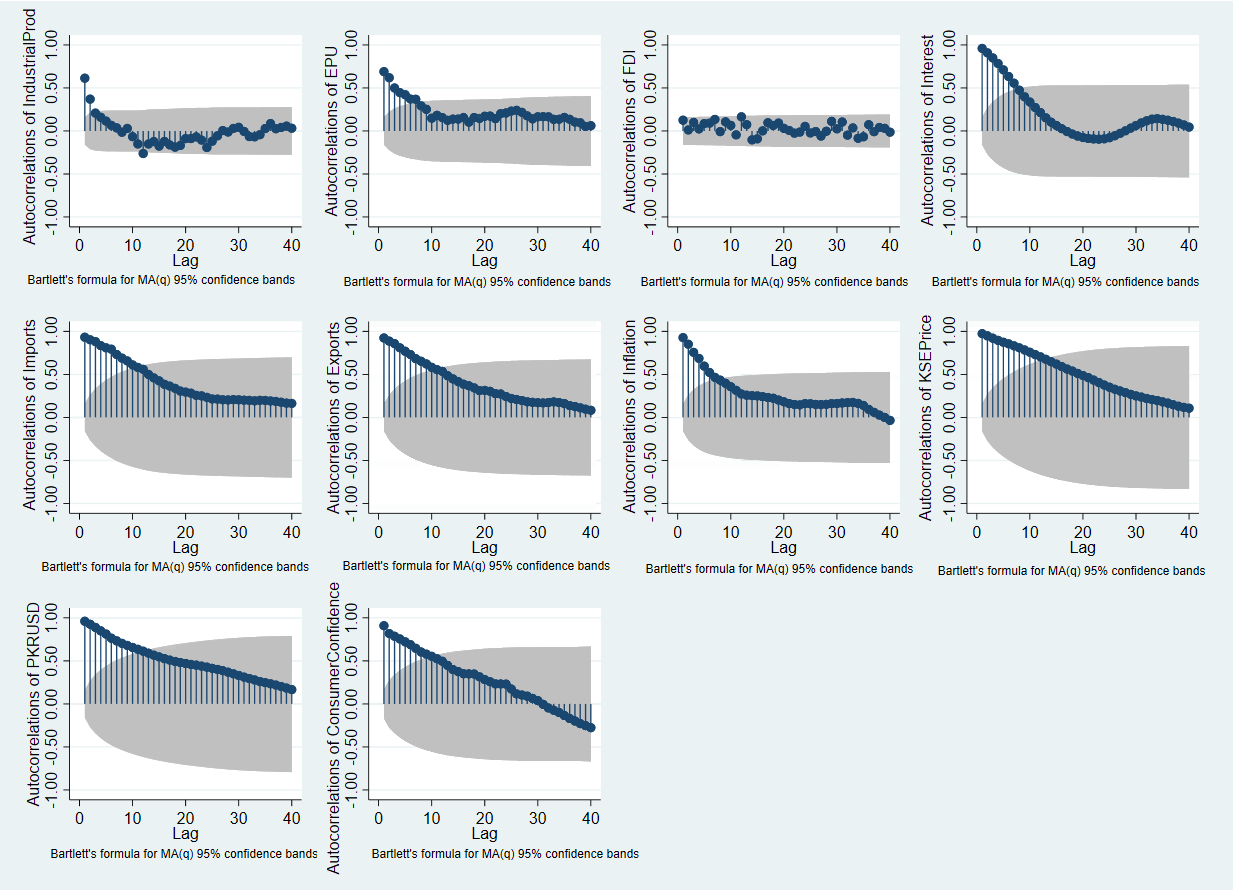 Autocorrelations of IndustrialProd
1.00
0.50
0.00
-0.50
-1.00
0 10 20 30 40
Lag
Bartlett's formula for MA(q) 95% confidence bands
Autocorrelations of EPU
1.00
0.50
0.00
-0.50
-1.00
0 10 20 30 40
Lag
Bartlett's formula for MA(q) 95% confidence bands
Autocorrelations of FDI
1.00
0.50
0.00
-0.50
-1.00
0 10 20 30 40
Lag
Bartlett's formula for MA(q) 95% confidence bands
Autocorrelations of Interest
1.00
0.50
0.00
-0.50
-1.00
0 10 20 30 40
Lag
Bartlett's formula for MA(q) 95% confidence bands
Autocorrelations of Imports
1.00
0.50
0.00
-0.50
-1.00
0 10 20 30 40
Lag
Bartlett's formula for MA(q) 95% confidence bands
Autocorrelations of Exports
1.00
0.50
0.00
-0.50
-1.00
0 10 20 30 40
Lag
Bartlett's formula for MA(q) 95% confidence bands
Autocorrelations of Inflation
1.00
0.50
0.00
-0.50
-1.00
0 10 20 30 40
Lag
Bartlett's formula for MA(q) 95% confidence bands
Autocorrelations of KSEPrice
1.00
0.50
0.00
-0.50
-1.00
0 10 20 30 40
Lag
Bartlett's formula for MA(q) 95% confidence bands
Autocorrelations of PKRUSD
1.00
0.50
0.00
-0.50
-1.00
0 10 20 30 40
Lag
Bartlett's formula for MA(q) 95% confidence bands
Autocorrelations of ConsumerConfidence
1.00
0.50
0.00
-0.50
-1.00
0 10 20 30 40
Lag
Bartlett's formula for MA(q) 95% confidence bands